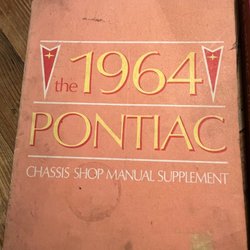 the 1964
PONTIAC
CHASSIS SHOP MANUAL SUPPLEMENT